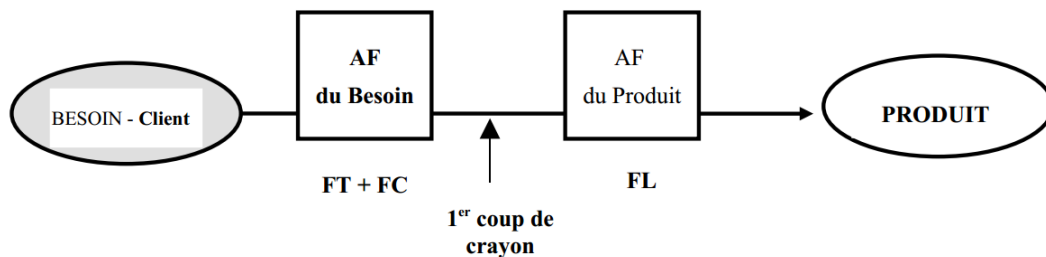 BESOIN - Client
AF
du Besoin
AF
du Produit
PRODUIT
FT + FC
FL
1er coup de
crayon